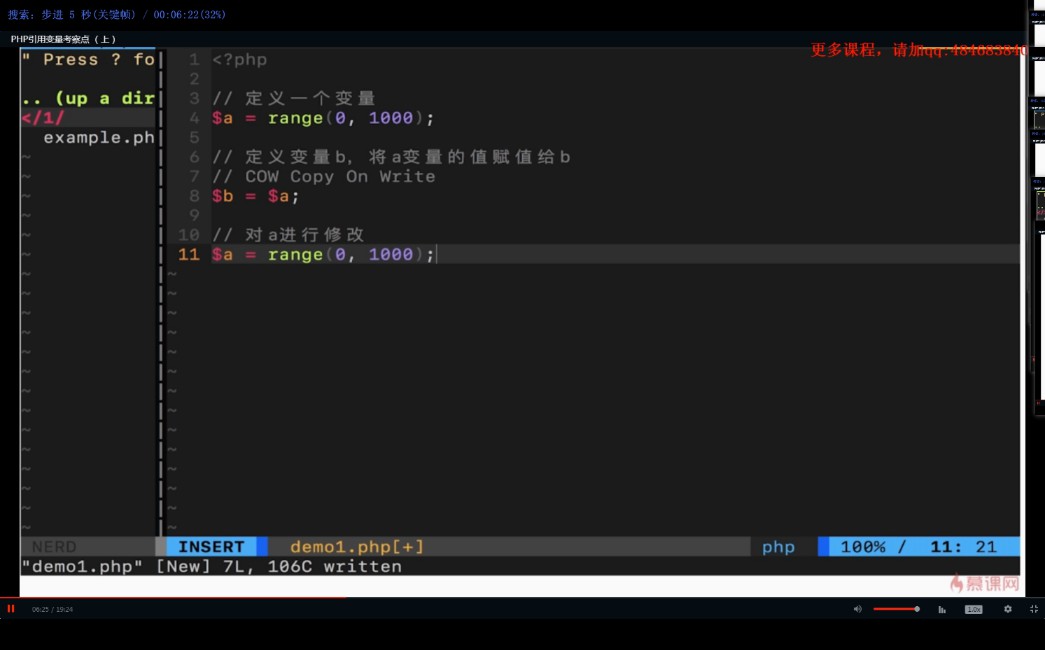 搜索: 步进 5 秒(关键帧) / 00:06:22(32%)
PHP引用变量考察点（上）
更多课程，请加qq:484683840
" Press ? fo
.. (up a dir
</1/
example.ph
1 <?php
2
3 // 定义一个变量
4 $a = range(0, 1000);
5
6 // 定义变量b, 将a变量的值赋值给b
7 // COW Copy On Write
8 $b = $a;
9
10 // 对a进行修改
11 $a = range(0, 1000);
NERD
INSERT demo1.php[+] php 100% / 11: 21
"demo1.php" [New] 7L, 106C written
慕课网
06:25 / 19:24
1.0x